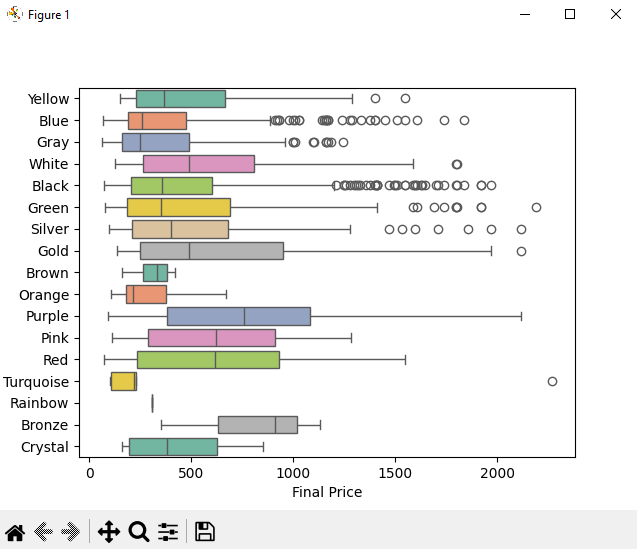 Figure 1
Yellow
Blue
Gray
White
Black
Green
Silver
Gold
Brown
Orange
Purple
Pink
Red
Turquoise
Rainbow
Bronze
Crystal
0 500 1000 1500 2000
Final Price